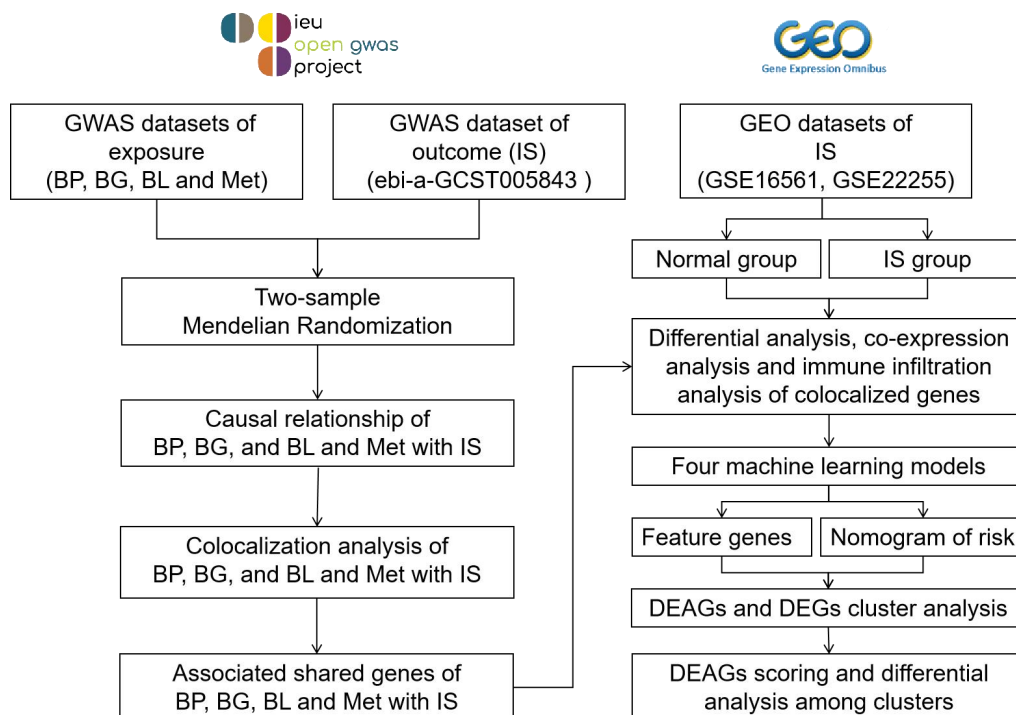 ieu
open gwas
project
GEO
Gene Expression Omnibus
GWAS datasets of
exposure
(BP, BG, BL and Met)
GWAS dataset of
outcome (IS)
(ebi-a-GCST005843 )
Two-sample
Mendelian Randomization
Causal relationship of
BP, BG, and BL and Met with IS
Colocalization analysis of
BP, BG, and BL and Met with IS
Associated shared genes of
BP, BG, BL and Met with IS
GEO datasets of
IS
(GSE16561, GSE22255)
Normal group
IS group
Differential analysis, co-expression
analysis and immune infiltration
analysis of colocalized genes
Four machine learning models
Feature genes
Nomogram of risk
DEAGs and DEGs cluster analysis
DEAGs scoring and differential
analysis among clusters